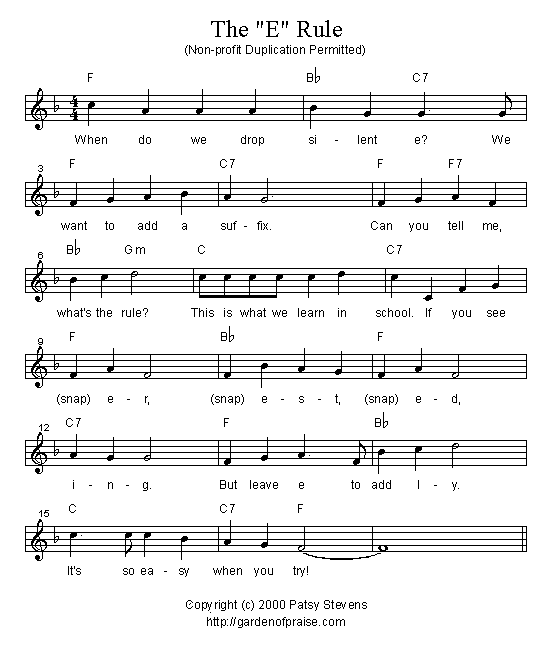 The "E" Rule
(Non-profit Duplication Permitted)
F Bb C7
4 4
When do we drop si - lent e? We
F C7 F F7
3
want to add a suf - fix. Can you tell me,
Bb Gm C C7
6
what's the rule? This is what we learn in school. If you see
F Bb F
9
(snap) e - r, (snap) e - s - t, (snap) e - d,
C7 F Bb
12
i - n - g. But leave e to add l - y.
C C7 F
15
It's so ea - sy when you try!
Copyright (c) 2000 Patsy Stevens
http://gardenofpraise.com